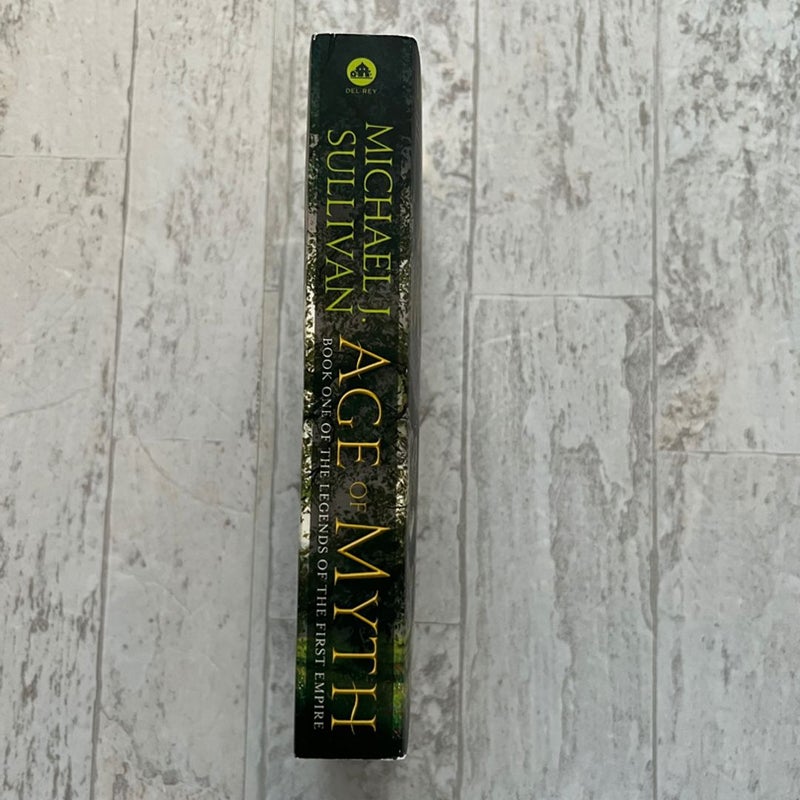 DEL REY
MICHAEL J.
SULLIVAN
AGE OF MYTH
BOOK ONE OF THE LEGENDS OF THE FIRST EMPIRE